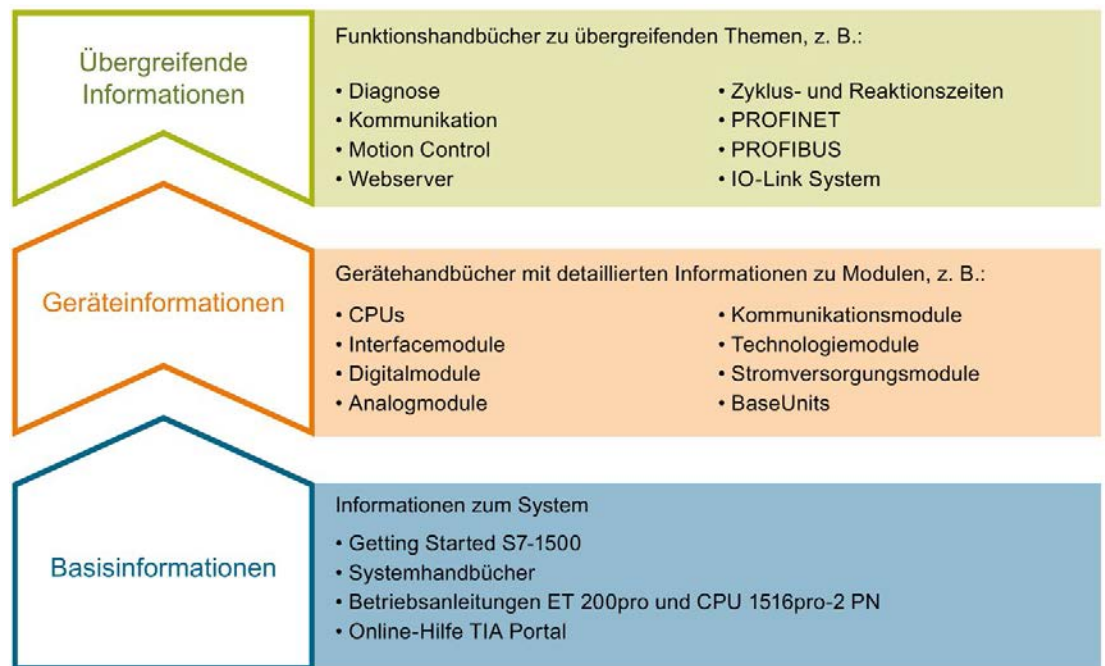 Übergreifende
Informationen
Funktionshandbücher zu übergreifenden Themen, z. B.:
• Diagnose
• Kommunikation
• Motion Control
• Webserver
• Zyklus- und Reaktionszeiten
• PROFINET
• PROFIBUS
• IO-Link System
Geräteinformationen
Gerätehandbücher mit detaillierten Informationen zu Modulen, z. B.:
• CPUs
• Interfacemodule
• Digitalmodule
• Analogmodule
• Kommunikationsmodule
• Technologiemodule
• Stromversorgungsmodule
• BaseUnits
Basisinformationen
Informationen zum System
• Getting Started S7-1500
• Systemhandbücher
• Betriebsanleitungen ET 200pro und CPU 1516pro-2 PN
• Online-Hilfe TIA Portal